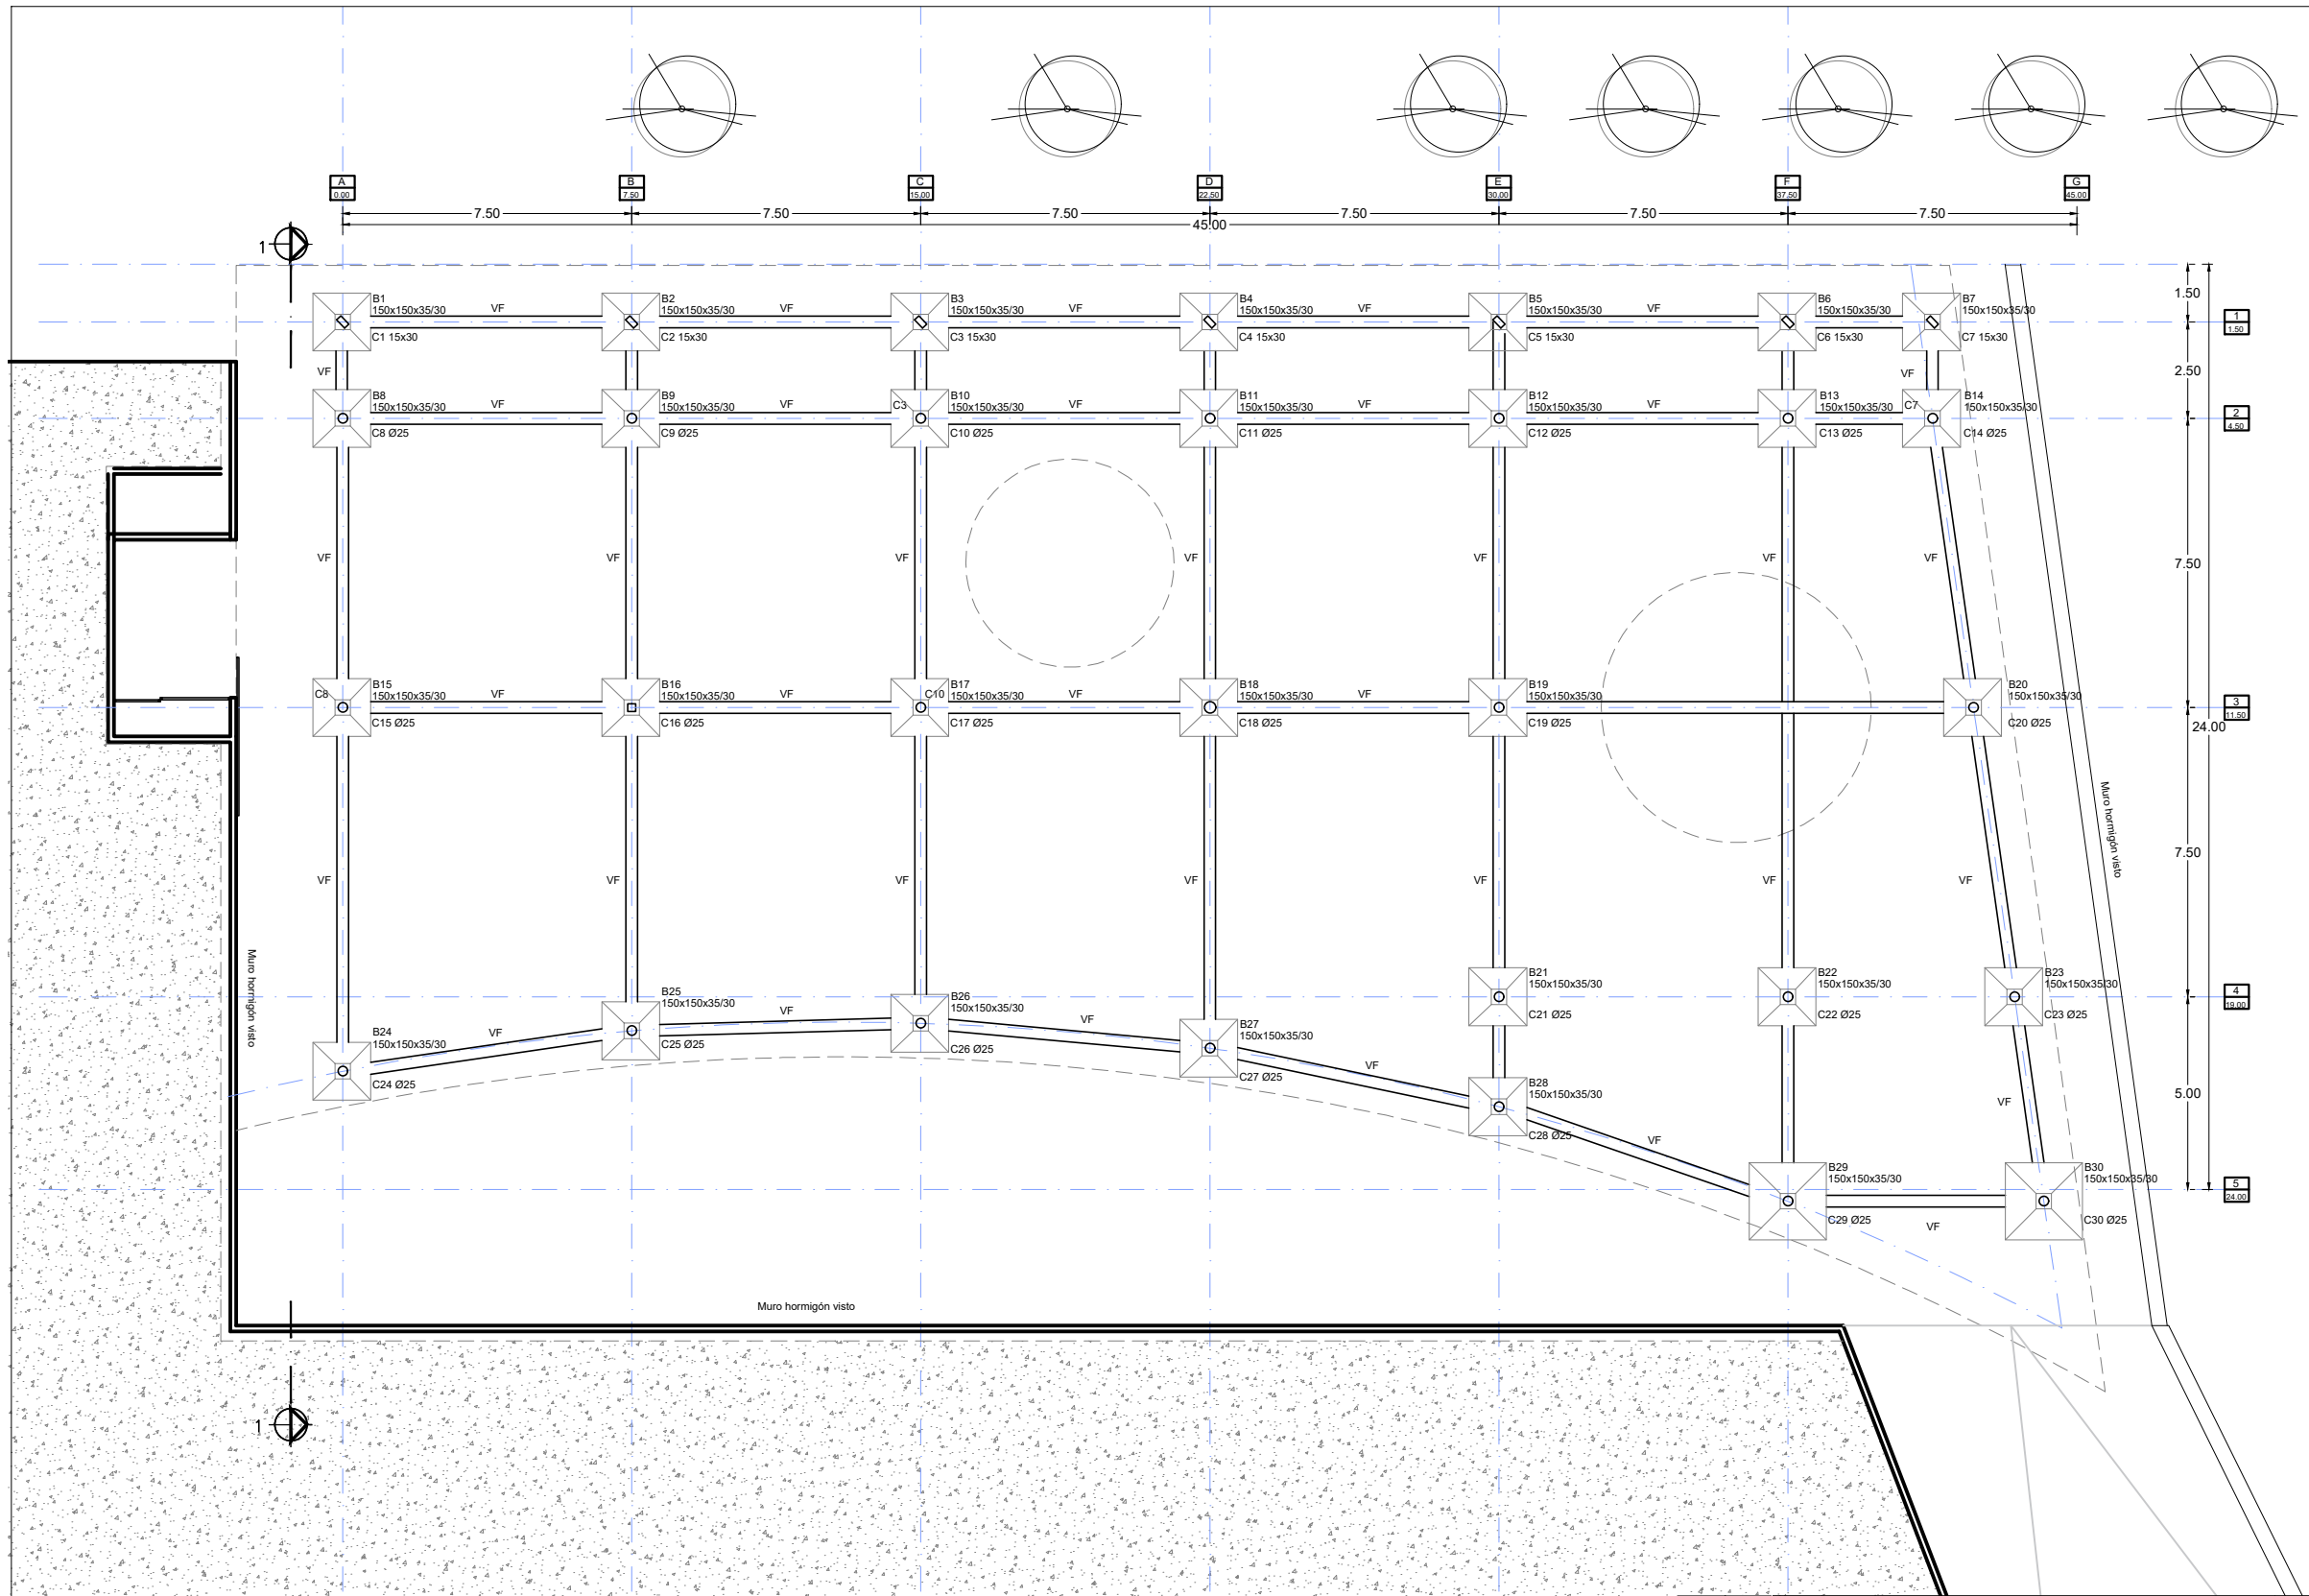 A
0.00
B
7.50
C
15.00
D
22.50
E
30.00
F
37.50
G
45.00
7.50
7.50
7.50
7.50
7.50
7.50
45.00
1
1.50
B1
150x150x35/30
C1 15x30
VF
B2
150x150x35/30
C2 15x30
VF
B3
150x150x35/30
C3 15x30
VF
B4
150x150x35/30
C4 15x30
VF
B5
150x150x35/30
C5 15x30
VF
B6
150x150x35/30
C6 15x30
B7
150x150x35/30
C7 15x30
1
1.50
VF
2.50
VF
B8
150x150x35/30
C8 Ø25
VF
B9
150x150x35/30
C9 Ø25
VF
C3
B10
150x150x35/30
C10 Ø25
VF
B11
150x150x35/30
C11 Ø25
VF
B12
150x150x35/30
C12 Ø25
VF
B13
150x150x35/30
C13 Ø25
C7
B14
150x150x35/30
C14 Ø25
2
4.50
VF
VF
VF
VF
VF
VF
VF
7.50
C8
B15
150x150x35/30
C15 Ø25
VF
B16
150x150x35/30
C16 Ø25
VF
C10
B17
150x150x35/30
C17 Ø25
VF
B18
150x150x35/30
C18 Ø25
VF
B19
150x150x35/30
C19 Ø25
B20
150x150x35/30
C20 Ø25
3
11.50
24.00
Muro hormigón visto
VF
VF
VF
VF
VF
VF
VF
7.50
Muro hormigón visto
B21
150x150x35/30
C21 Ø25
B22
150x150x35/30
C22 Ø25
B23
150x150x35/30
C23 Ø25
4
19.00
B24
150x150x35/30
C24 Ø25
VF
B25
150x150x35/30
C25 Ø25
VF
B26
150x150x35/30
C26 Ø25
VF
B27
150x150x35/30
C27 Ø25
VF
B28
150x150x35/30
C28 Ø25
VF
VF
5.00
B29
150x150x35/30
C29 Ø25
VF
B30
150x150x35/30
C30 Ø25
5
24.00
Muro hormigón visto
1